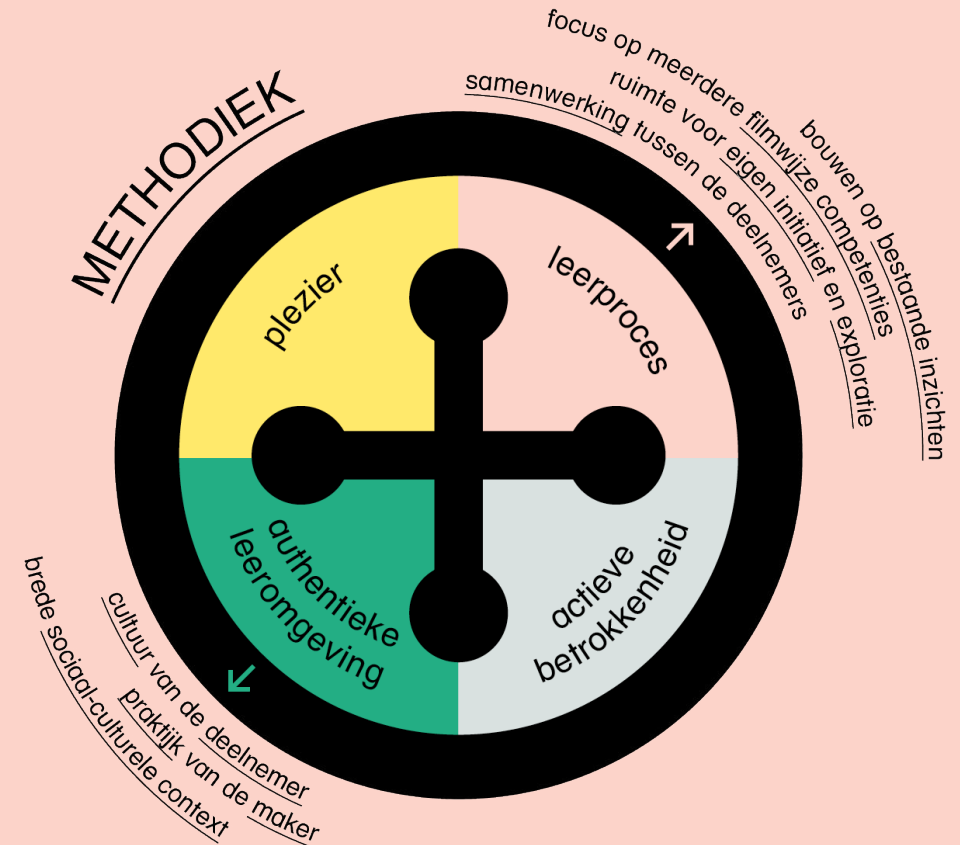 METHODIEK
focus op meerdere filmwijze competenties
bouwen op bestaande inzichten
ruimte voor eigen initiatief en exploratie
samenwerking tussen de deelnemers
plezier
leerproces
authentieke
leeromgeving
actieve
betrokkenheid
cultuur van de deelnemer
praktijk van de maker
brede sociaal-culturele context